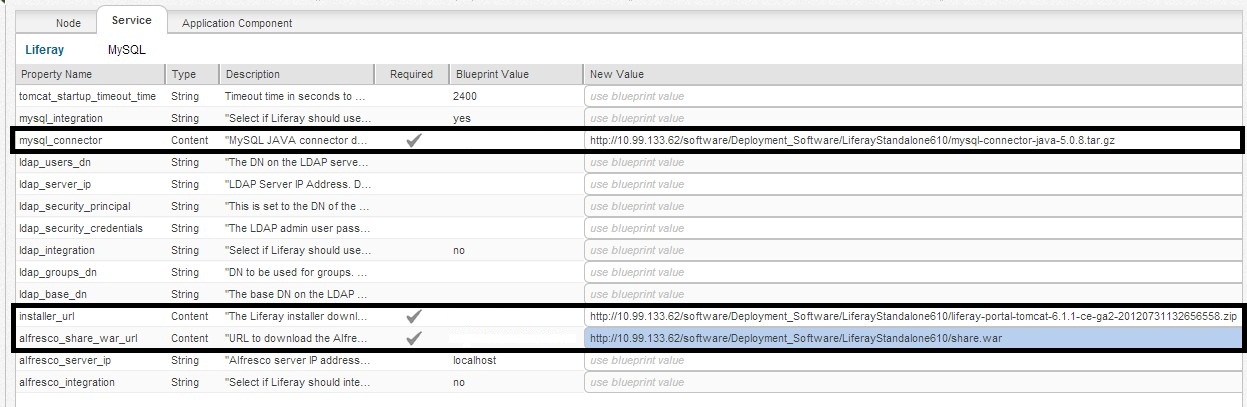 Node Service Application Component
Liferay MySQL
Property Name Type Description Required Blueprint Value New Value
tomcat_startup_timeout_time String Timeout time in seconds to ... 2400 use blueprint value
mysql_integration String "Select if Liferay should use... yes use blueprint value
mysql_connector Content "MySQL JAVA connector d... http://10.99.133.62/software/Deployment_Software/LiferayStandalone610/mysql-connector-java-5.0.8.tar.gz
ldap_users_dn String "The DN on the LDAP serve... use blueprint value
ldap_server_ip String "LDAP Server IP Address. D... use blueprint value
ldap_security_principal String "This is set to the DN of the ... use blueprint value
ldap_security_credentials String "The LDAP admin user pass... use blueprint value
ldap_integration String "Select if Liferay should use... no use blueprint value
ldap_groups_dn String "DN to be used for groups. ... use blueprint value
ldap_base_dn String "The base DN on the LDAP ... use blueprint value
installer_url Content "The Liferay installer downl... http://10.99.133.62/software/Deployment_Software/LiferayStandalone610/liferay-portal-tomcat-6.1.1-ce-ga2-20120731132656558.zip
alfresco_share_war_url Content "URL to download the Alfre... http://10.99.133.62/software/Deployment_Software/LiferayStandalone610/share.war
alfresco_server_ip String "Alfresco server IP address... localhost use blueprint value
alfresco_integration String "Select if Liferay should inte... no use blueprint value